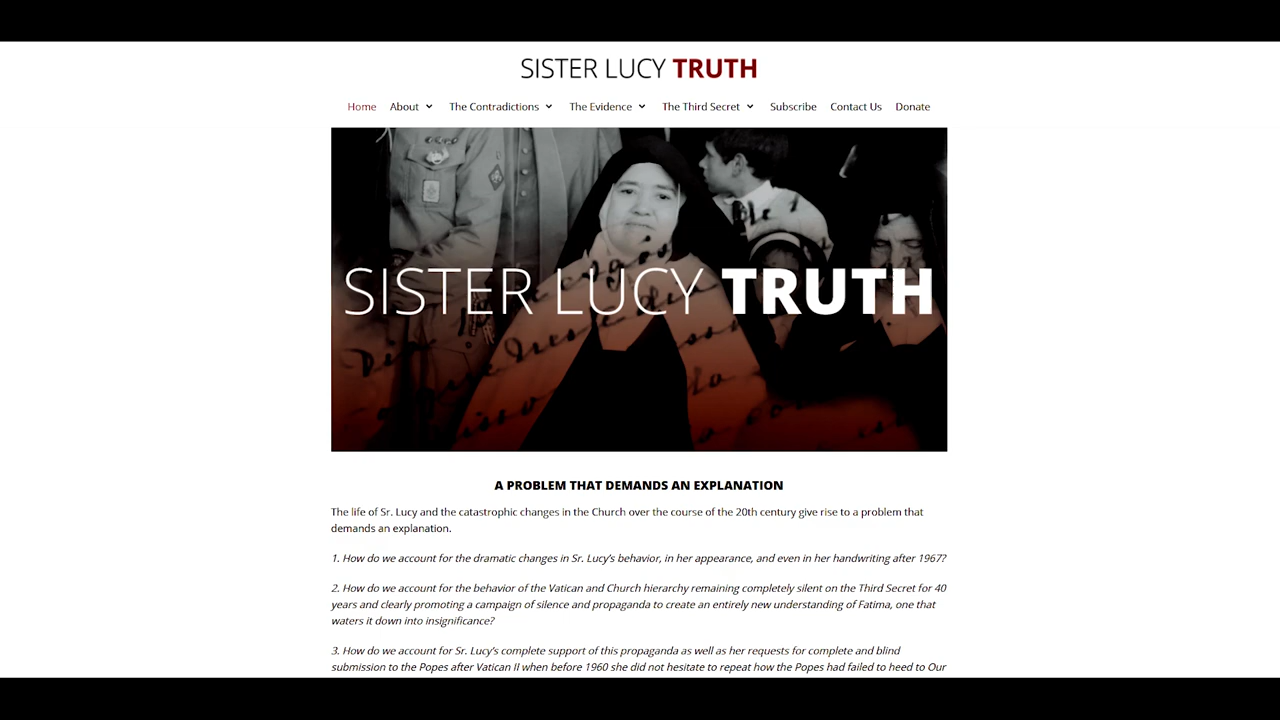 SISTER LUCY TRUTH
Home About The Contradictions The Evidence The Third Secret Subscribe Contact Us Donate
SISTER LUCY TRUTH
A PROBLEM THAT DEMANDS AN EXPLANATION
The life of Sr. Lucy and the catastrophic changes in the Church over the course of the 20th century give rise to a problem that
demands an explanation.
1. How do we account for the dramatic changes in Sr. Lucy's behavior, in her appearance, and even in her handwriting after 1967?
2. How do we account for the behavior of the Vatican and Church hierarchy remaining completely silent on the Third Secret for 40
years and clearly promoting a campaign of silence and propaganda to create an entirely new understanding of Fatima, one that
waters it down into insignificance?
3. How do we account for Sr. Lucy's complete support of this propaganda as well as her requests for complete and blind
submission to the Popes after Vatican II when before 1960 she did not hesitate to repeat how the Popes had failed to heed to Our